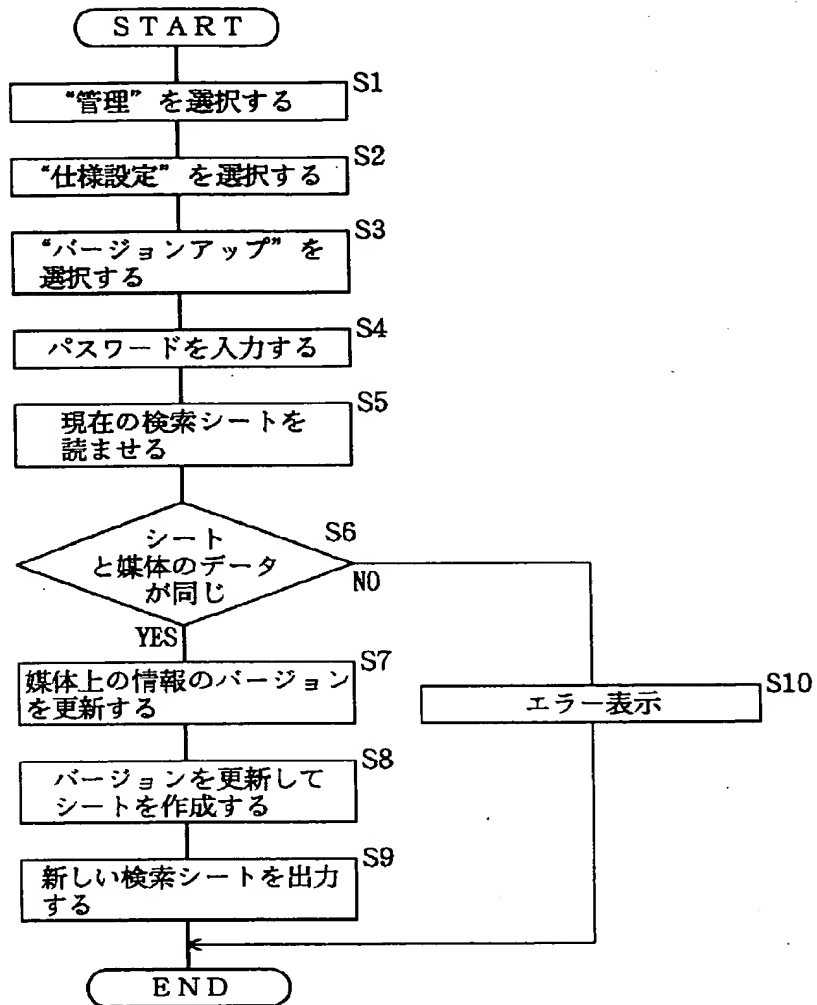 START
S1
“管理”を選択する
S2
“仕様設定”を選択する
S3
“バージョンアップ”を
選択する
S4
パスワードを入力する
S5
現在の検索シートを
読ませる
S6
シート
と媒体のデータ
が同じ
NO
YES
S7
媒体上の情報のバージョン
を更新する
S10
エラー表示
S8
バージョンを更新して
シートを作成する
S9
新しい検索シートを出力
する
END